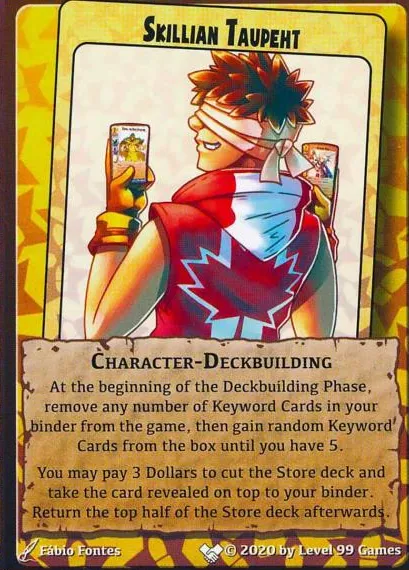 Skillian Taupeht
Character-Deckbuilding
At the beginning of the Deckbuilding Phase,
remove any number of Keyword Cards in your
binder from the game, then gain random Keyword
Cards from the box until you have 5.
You may pay 3 Dollars to cut the Store deck and
take the card revealed on top to your binder.
Return the top half of the Store deck afterwards.
Fábio Fontes
© 2020 by Level 99 Games